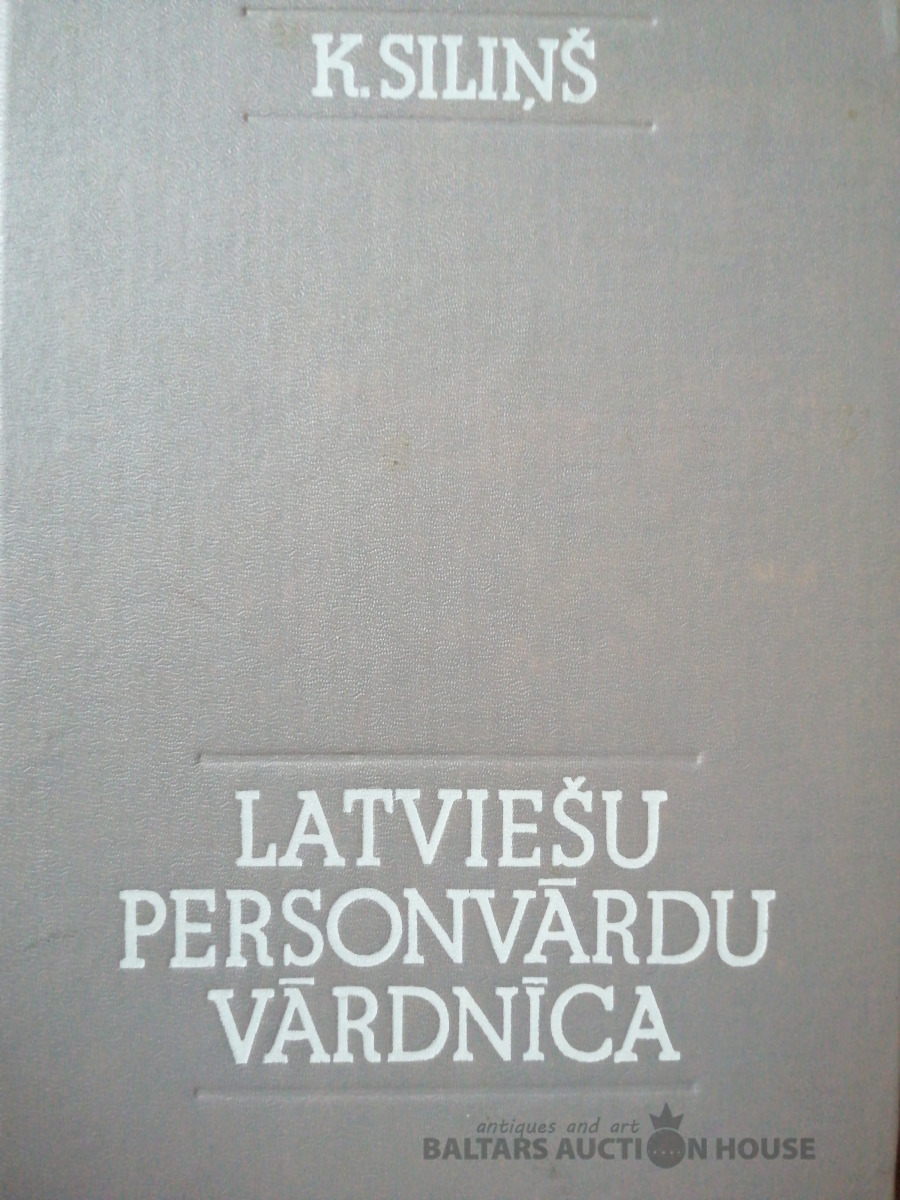 K. SILIŅŠ
LATVIEŠU
PERSONVĀRDU
VĀRDNĪCA
antiques and art
BALTARS AUCTION HOUSE